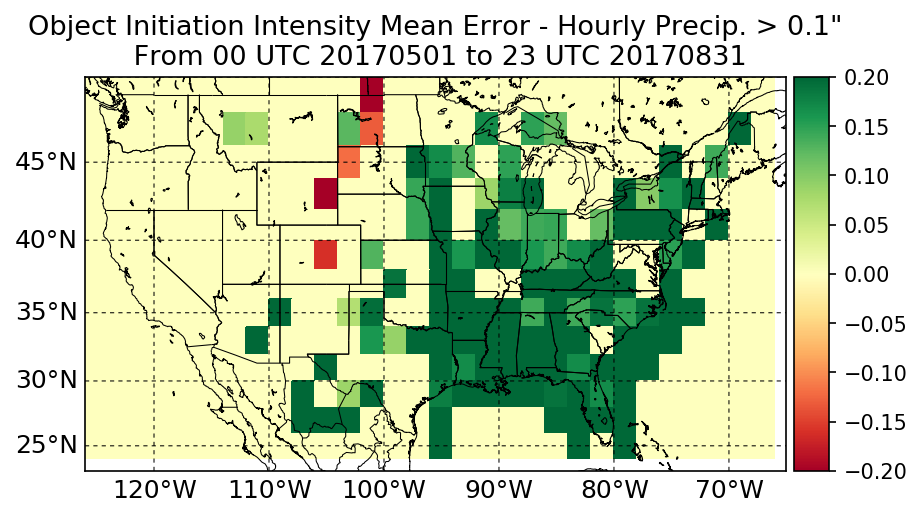 Object Initiation Intensity Mean Error - Hourly Precip. > 0.1"
From 00 UTC 20170501 to 23 UTC 20170831
0.20
0.15
0.10
0.05
0.00
−0.05
−0.10
−0.15
−0.20
45°N
40°N
35°N
30°N
25°N
120°W 110°W 100°W 90°W 80°W 70°W